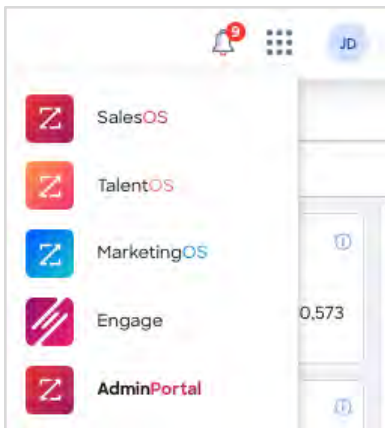 9
JD
SalesOS
TalentOS
MarketingOS
Engage
0,573
AdminPortal